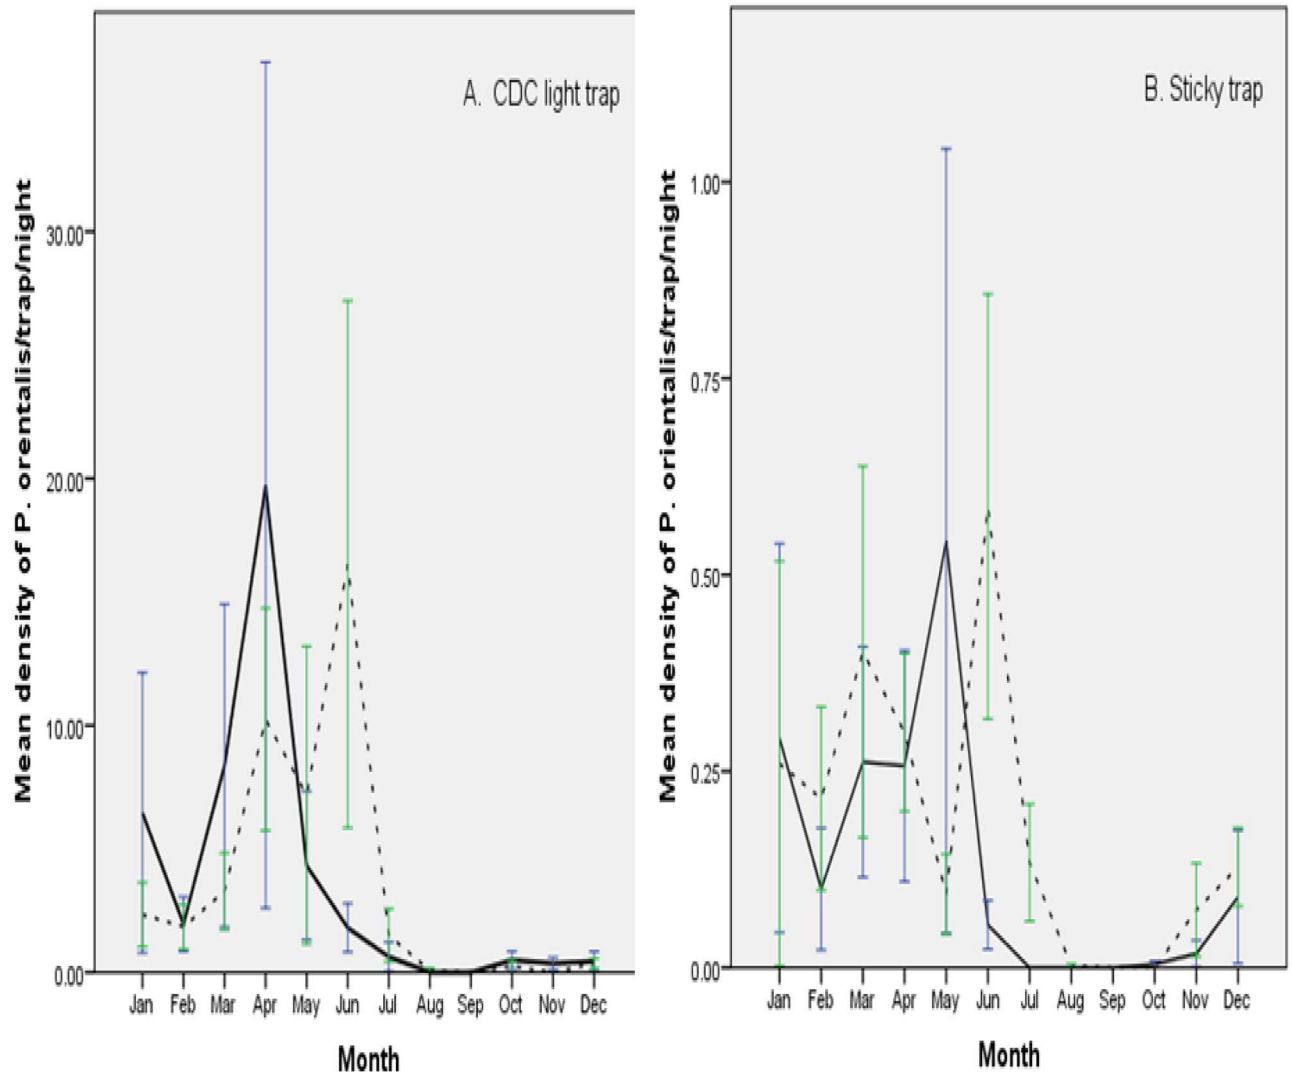 A. CDC light trap
Mean density of P. orentalis/trap/night
30.00
20.00
10.00
0.00
Jan Feb Mar Apr May Jun Jul Aug Sep Oct Nov Dec
Month
B. Sticky trap
Mean density of P. orientalis/trap/night
1.00
0.75
0.50
0.25
0.00
Jan Feb Mar Apr May Jun Jul Aug Sep Oct Nov Dec
Month